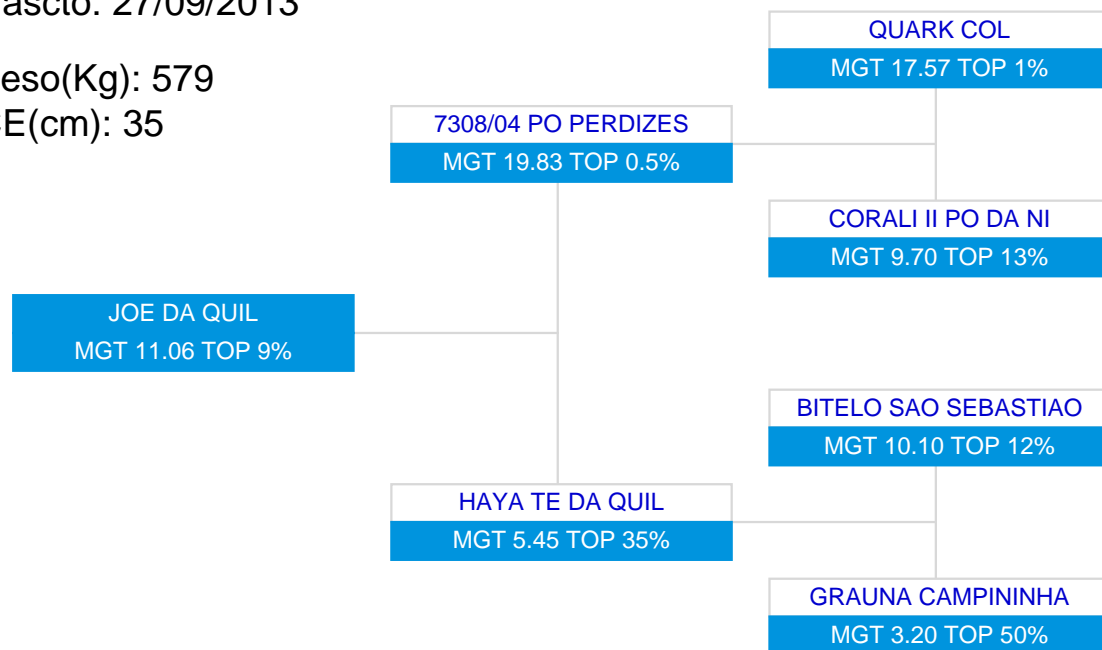 ascto: 27/09/2013
eso(Kg): 579
E(cm): 35
QUARK COL
MGT 17.57 TOP 1%
7308/04 PO PERDIZES
MGT 19.83 TOP 0.5%
CORALI II PO DA NI
MGT 9.70 TOP 13%
JOE DA QUIL
MGT 11.06 TOP 9%
BITELO SAO SEBASTIAO
MGT 10.10 TOP 12%
HAYA TE DA QUIL
MGT 5.45 TOP 35%
GRAUNA CAMPININHA
MGT 3.20 TOP 50%